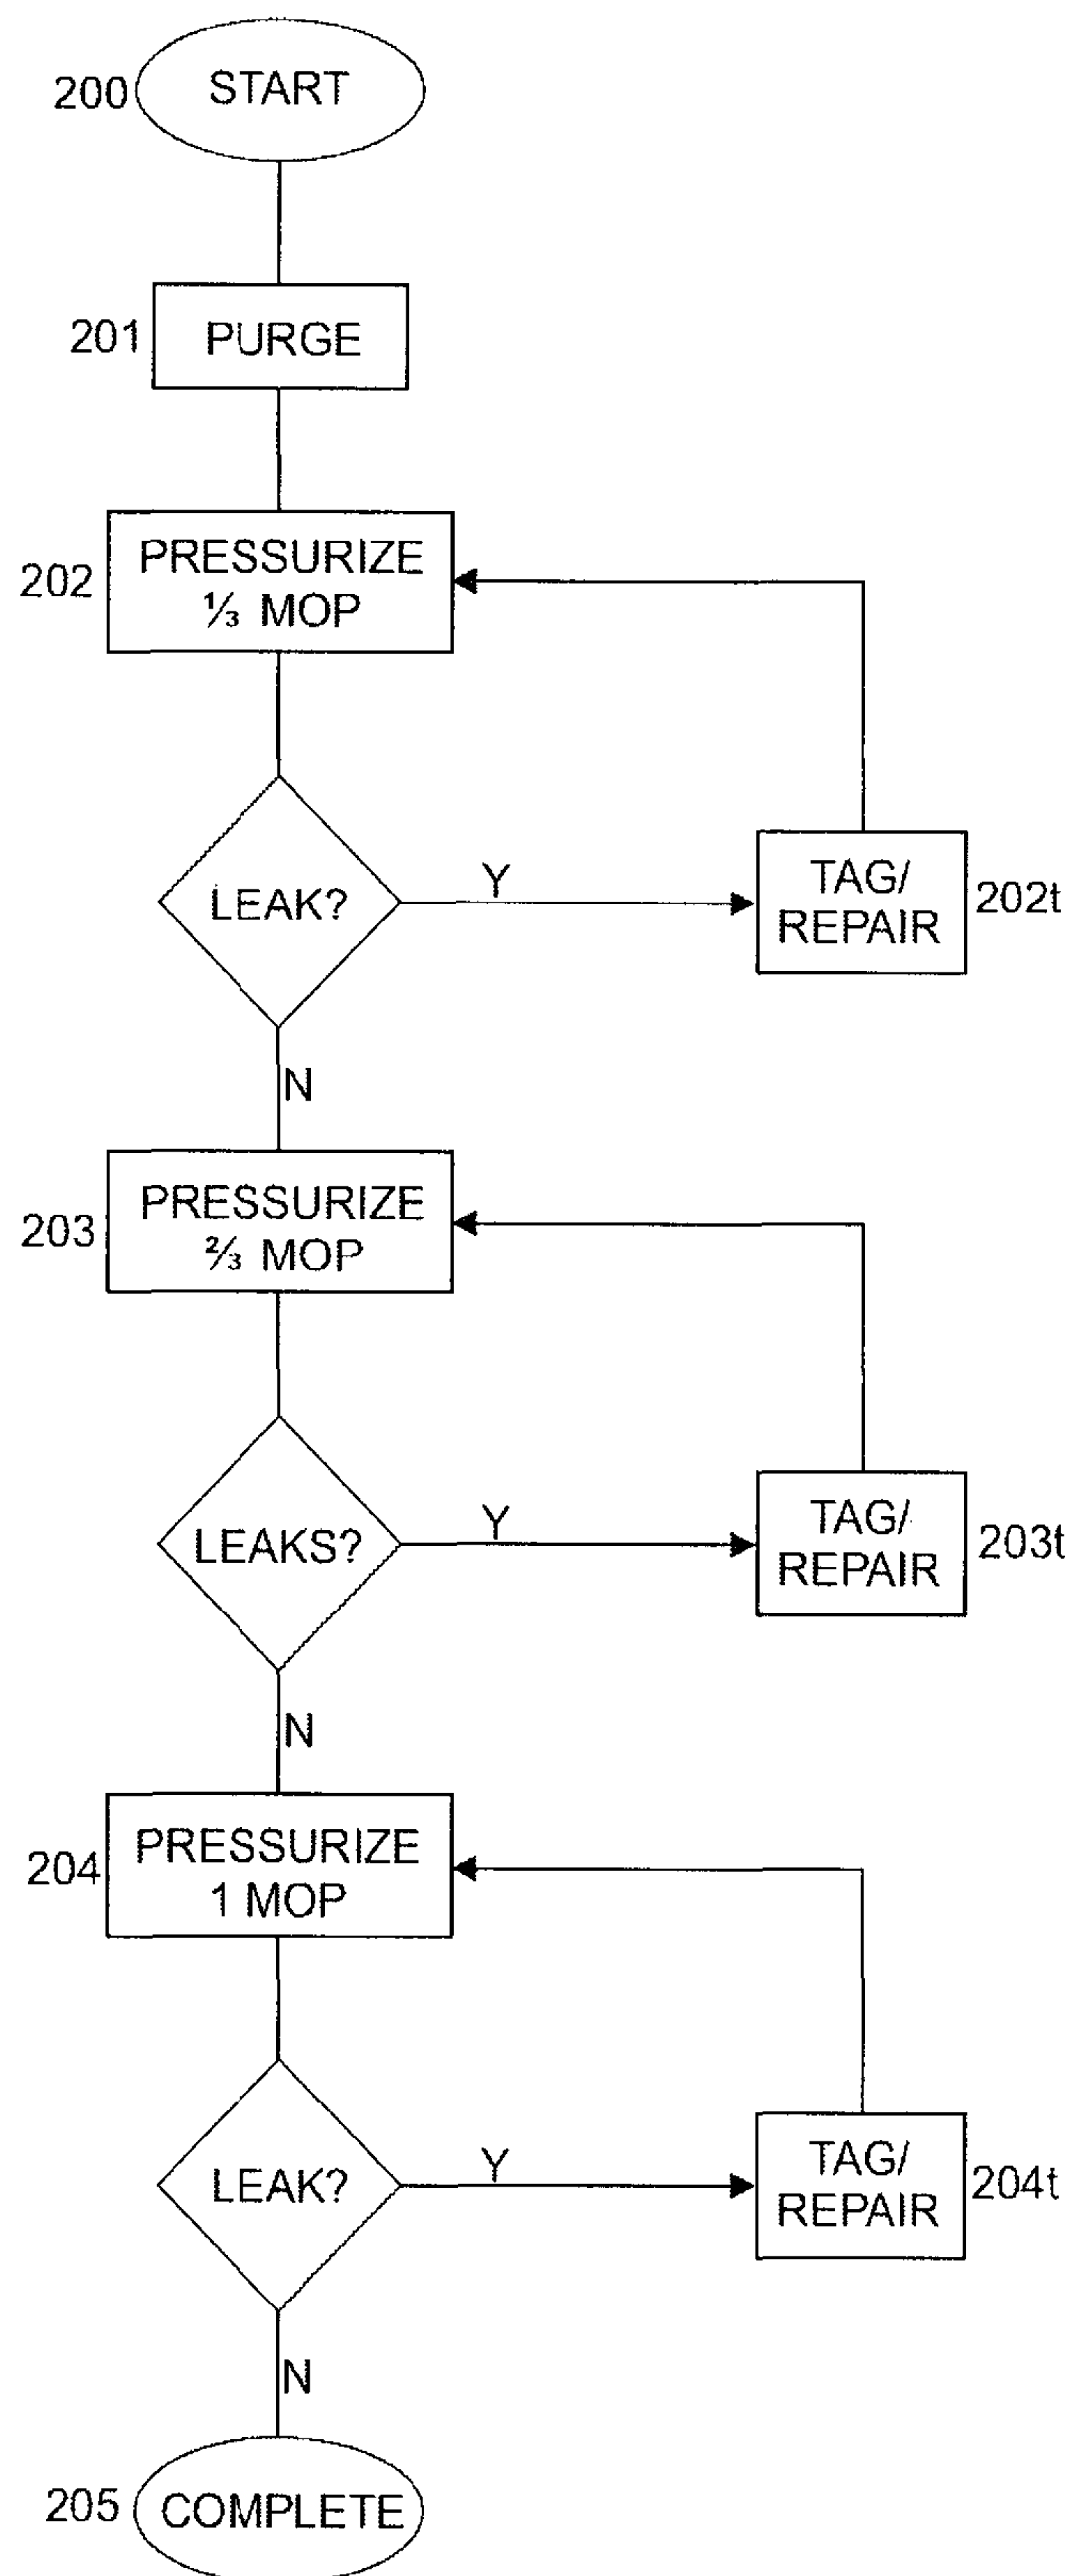 200
START
201
PURGE
202
PRESSURIZE
⅓ MOP
LEAK?
Y
TAG/
REPAIR
202t
N
203
PRESSURIZE
⅔ MOP
LEAKS?
Y
TAG/
REPAIR
203t
N
204
PRESSURIZE
1 MOP
LEAK?
Y
TAG/
REPAIR
204t
N
205
COMPLETE